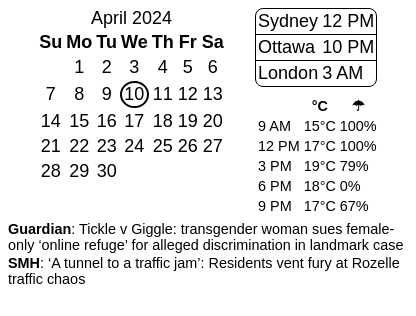 April 2024
Su Mo Tu We Th Fr Sa
1 2 3 4 5 6
7 8 9 10 11 12 13
14 15 16 17 18 19 20
21 22 23 24 25 26 27
28 29 30
Sydney 12 PM
Ottawa 10 PM
London 3 AM
°C ☂
9 AM 15°C 100%
12 PM 17°C 100%
3 PM 19°C 79%
6 PM 18°C 0%
9 PM 17°C 67%
Guardian: Tickle v Giggle: transgender woman sues female-
only ‘online refuge’ for alleged discrimination in landmark case
SMH: ‘A tunnel to a traffic jam’: Residents vent fury at Rozelle
traffic chaos